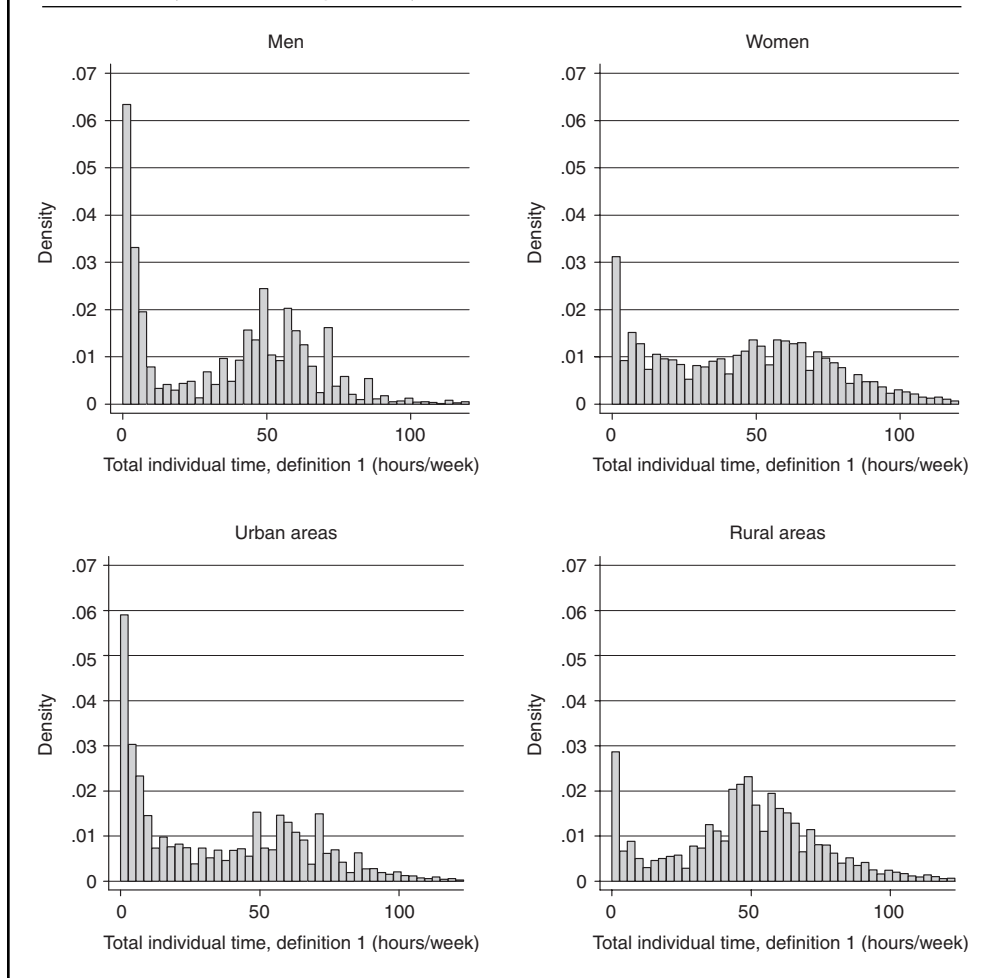 Men
.07
.06
.05
.04
.03
.02
.01
0
Density
0 50 100
Total individual time, definition 1 (hours/week)
Women
.07
.06
.05
.04
.03
.02
.01
0
Density
0 50 100
Total individual time, definition 1 (hours/week)
Urban areas
.07
.06
.05
.04
.03
.02
.01
0
Density
0 50 100
Total individual time, definition 1 (hours/week)
Rural areas
.07
.06
.05
.04
.03
.02
.01
0
Density
0 50 100
Total individual time, definition 1 (hours/week)